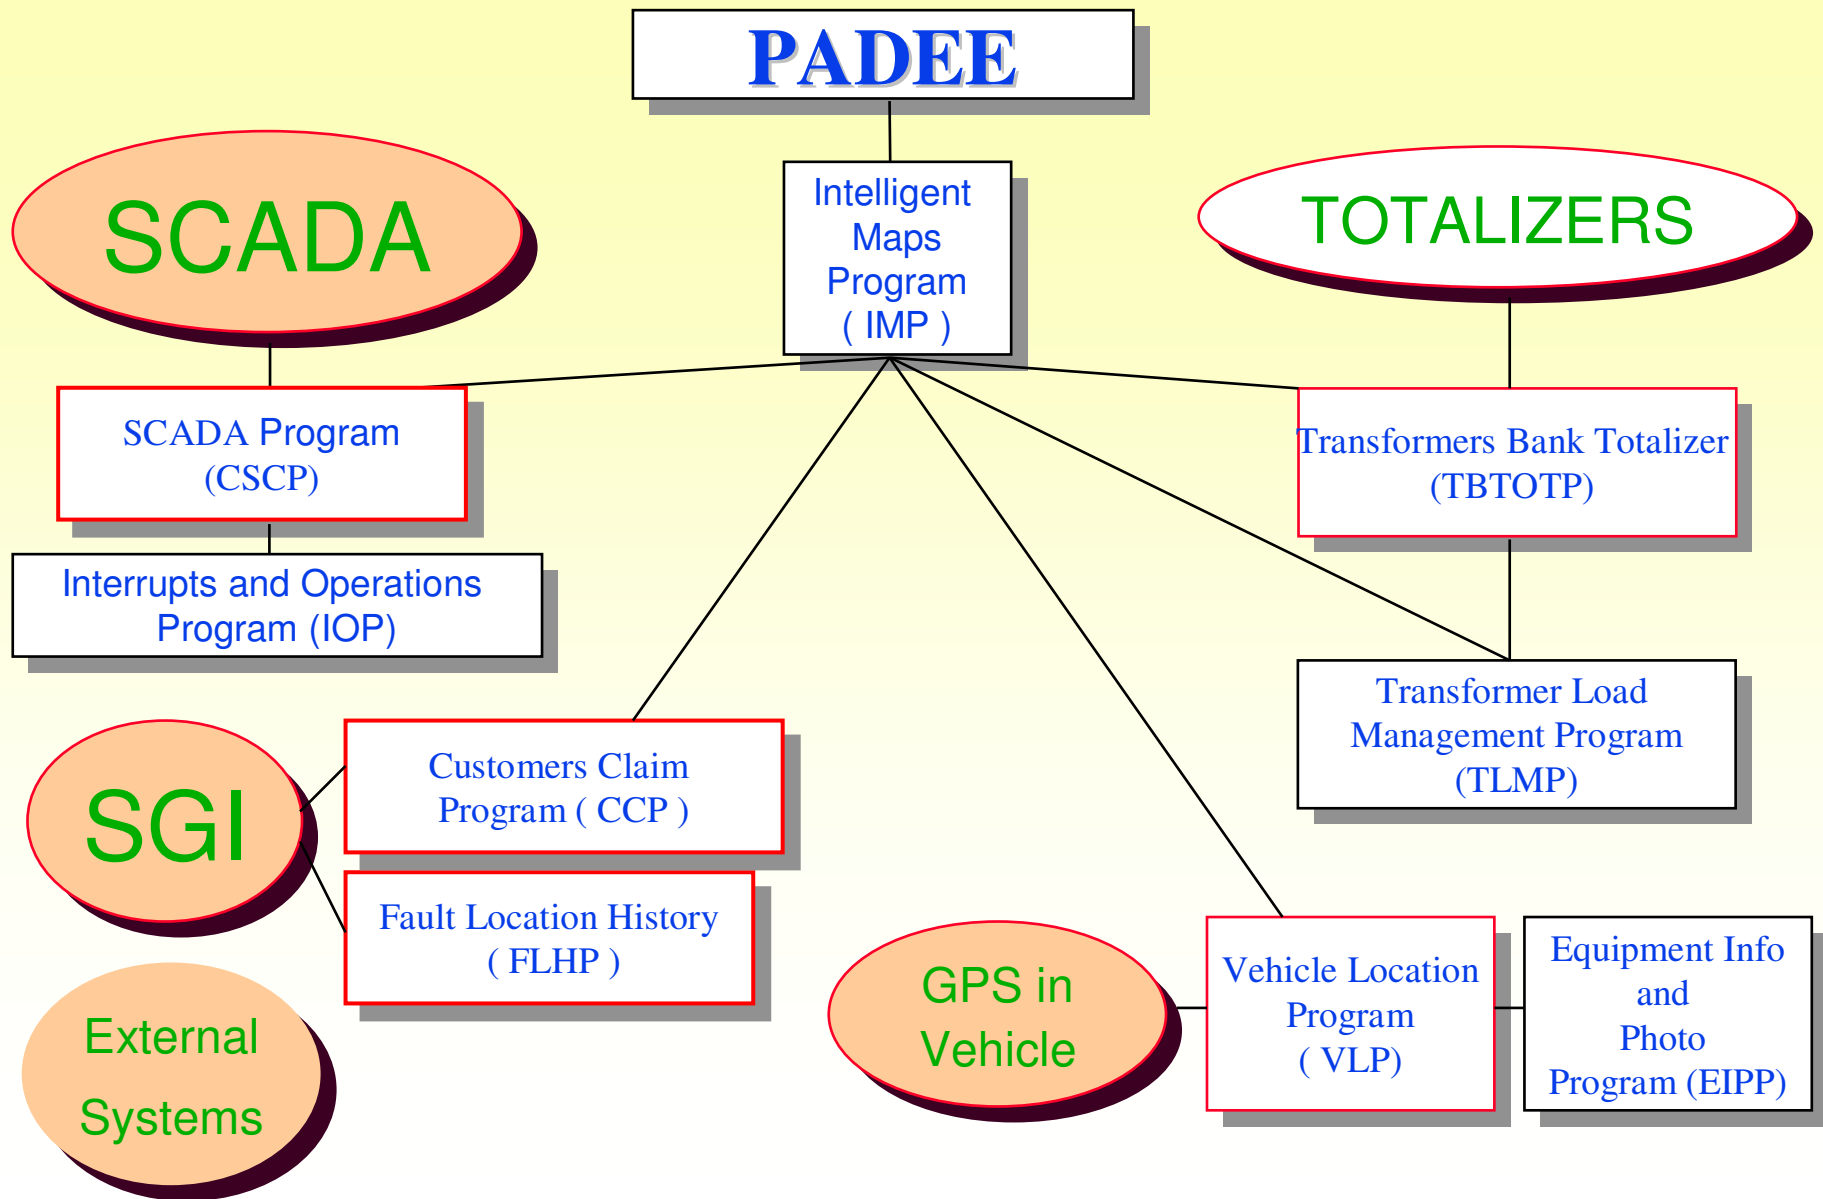 PADEE
SCADA
Intelligent
Maps
Program
( IMP )
TOTALIZERS
SCADA Program
(CSCP)
Transformers Bank Totalizer
(TBTOTP)
Interrupts and Operations
Program (IOP)
Transformer Load
Management Program
(TLMP)
SGI
Customers Claim
Program ( CCP )
Fault Location History
( FLHP )
External
Systems
GPS in
Vehicle
Vehicle Location
Program
( VLP)
Equipment Info
and
Photo
Program (EIPP)